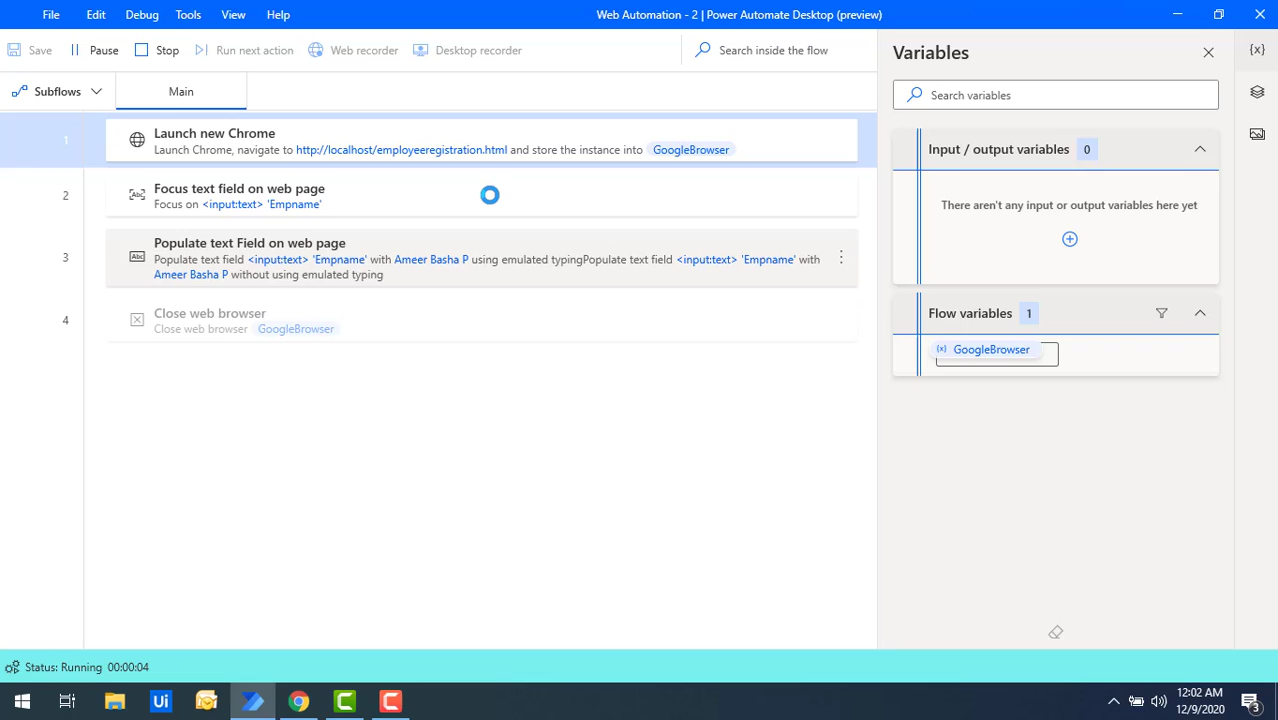 File Edit Debug Tools View Help Web Automation - 2 | Power Automate Desktop (preview)
Save Pause Stop Run next action Web recorder Desktop recorder Search inside the flow
Variables {x}
Subflows Main
Search variables
1 Launch new Chrome
Launch Chrome, navigate to http://localhost/employeeregistration.html and store the instance into GoogleBrowser
Input / output variables 0
2 Focus text field on web page
Focus on <input:text> 'Empname'
There aren't any input or output variables here yet
3 Populate text Field on web page
Populate text field <input:text> 'Empname' with Ameer Basha P using emulated typingPopulate text field <input:text> 'Empname' with
Ameer Basha P without using emulated typing
4 Close web browser
Close web browser GoogleBrowser
Flow variables 1
{x} GoogleBrowser
Status: Running 00:00:04
Ui
12:02 AM
12/9/2020
3